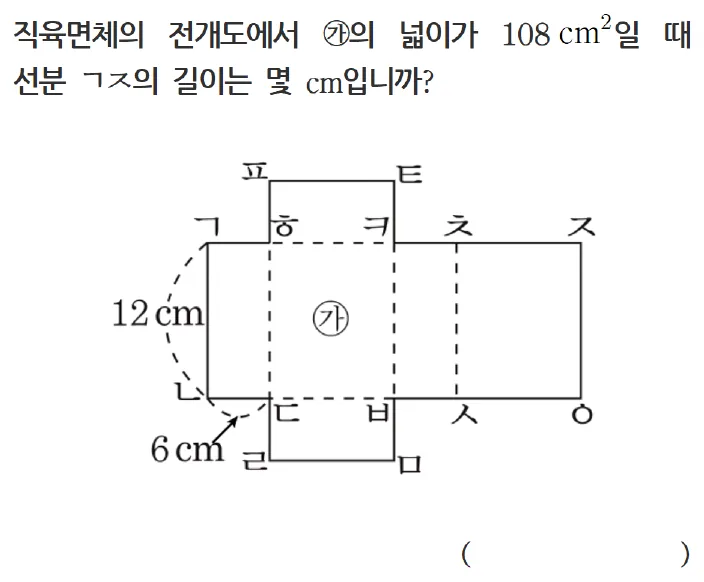 직육면체의 전개도에서 ㉮의 넓이가 108 cm²일 때
선분 ㄱㅈ의 길이는 몇 cm입니까?
ㅍ ㅌ
ㄱ ㅎ ㅋ ㅊ ㅈ
12 cm ㉮
ㄴ ㄷ ㅂ ㅅ ㅇ
6 cm ㄹ ㅁ
( )